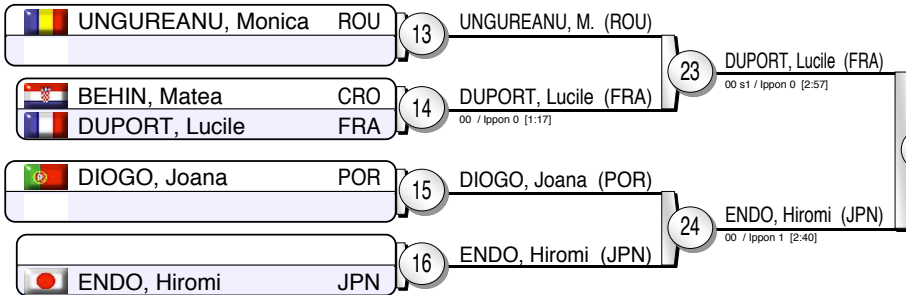 UNGUREANU, Monica ROU
13
UNGUREANU, M. (ROU)
BEHIN, Matea CRO
DUPORT, Lucile FRA
14
DUPORT, Lucile (FRA)
00 / Ippon 0 [1:17]
23
DUPORT, Lucile (FRA)
00 s1 / Ippon 0 [2:57]
DIOGO, Joana POR
15
DIOGO, Joana (POR)
ENDO, Hiromi JPN
16
ENDO, Hiromi (JPN)
24
ENDO, Hiromi (JPN)
00 / Ippon 1 [2:40]